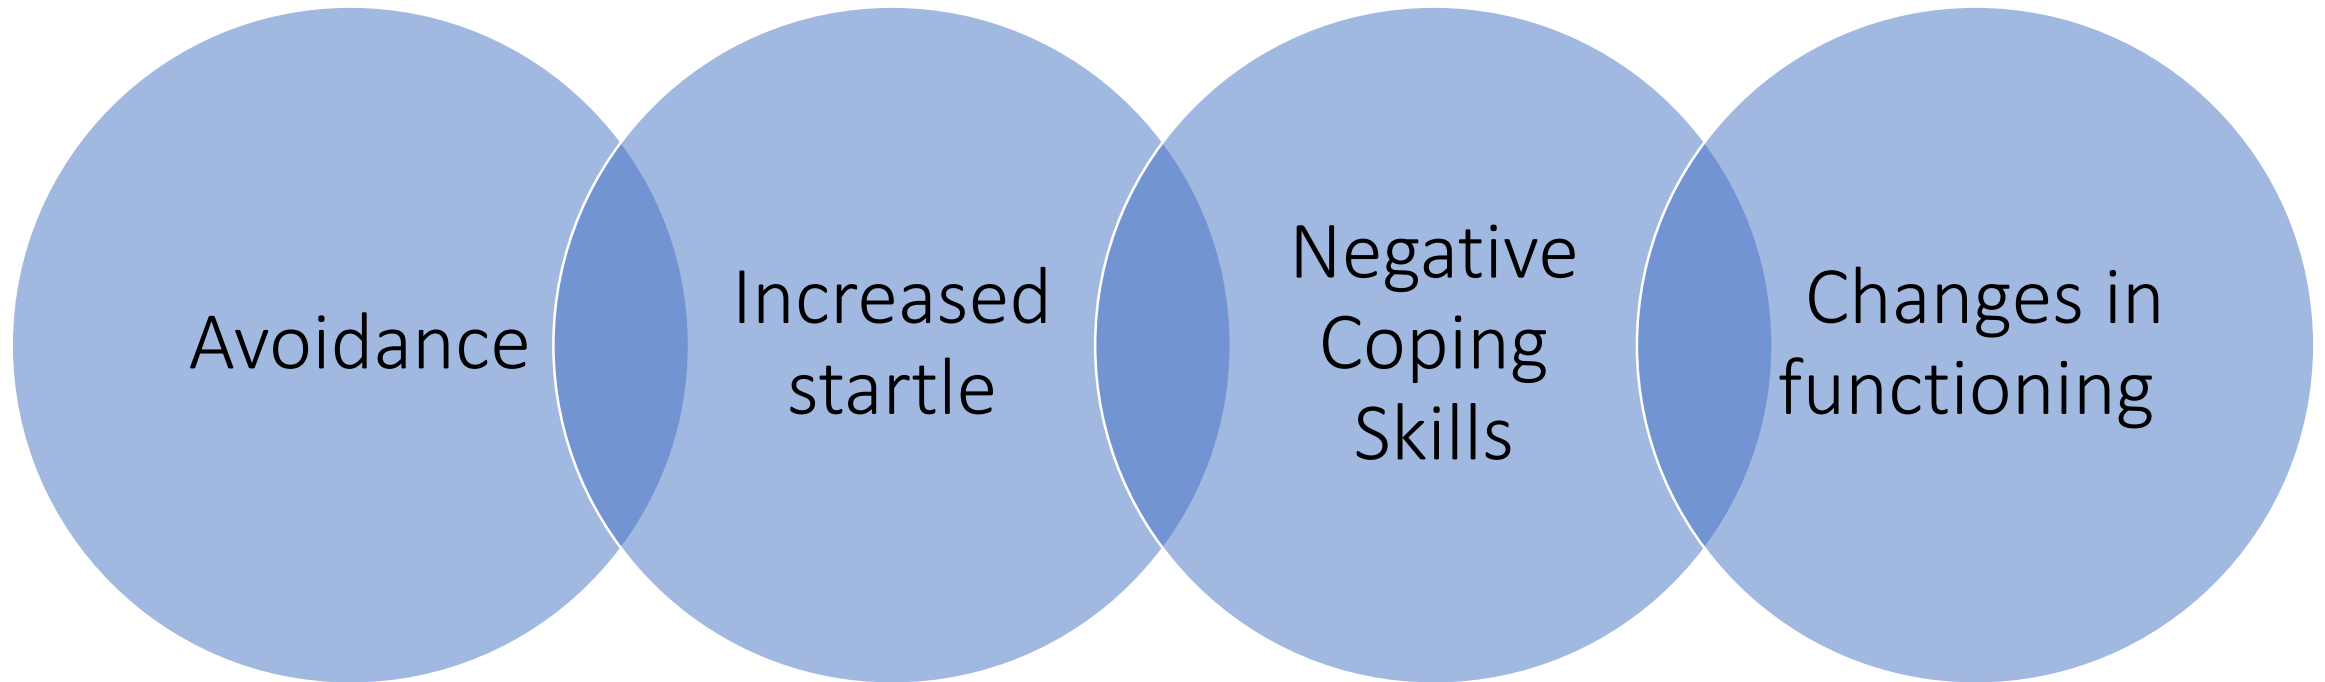 Avoidance
Increased
startle
Negative
Coping
Skills
Changes in
functioning